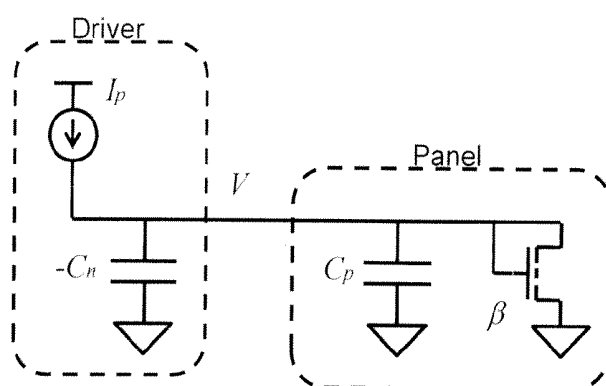 Driver
Ip
Panel
V
-Cn
Cp
β